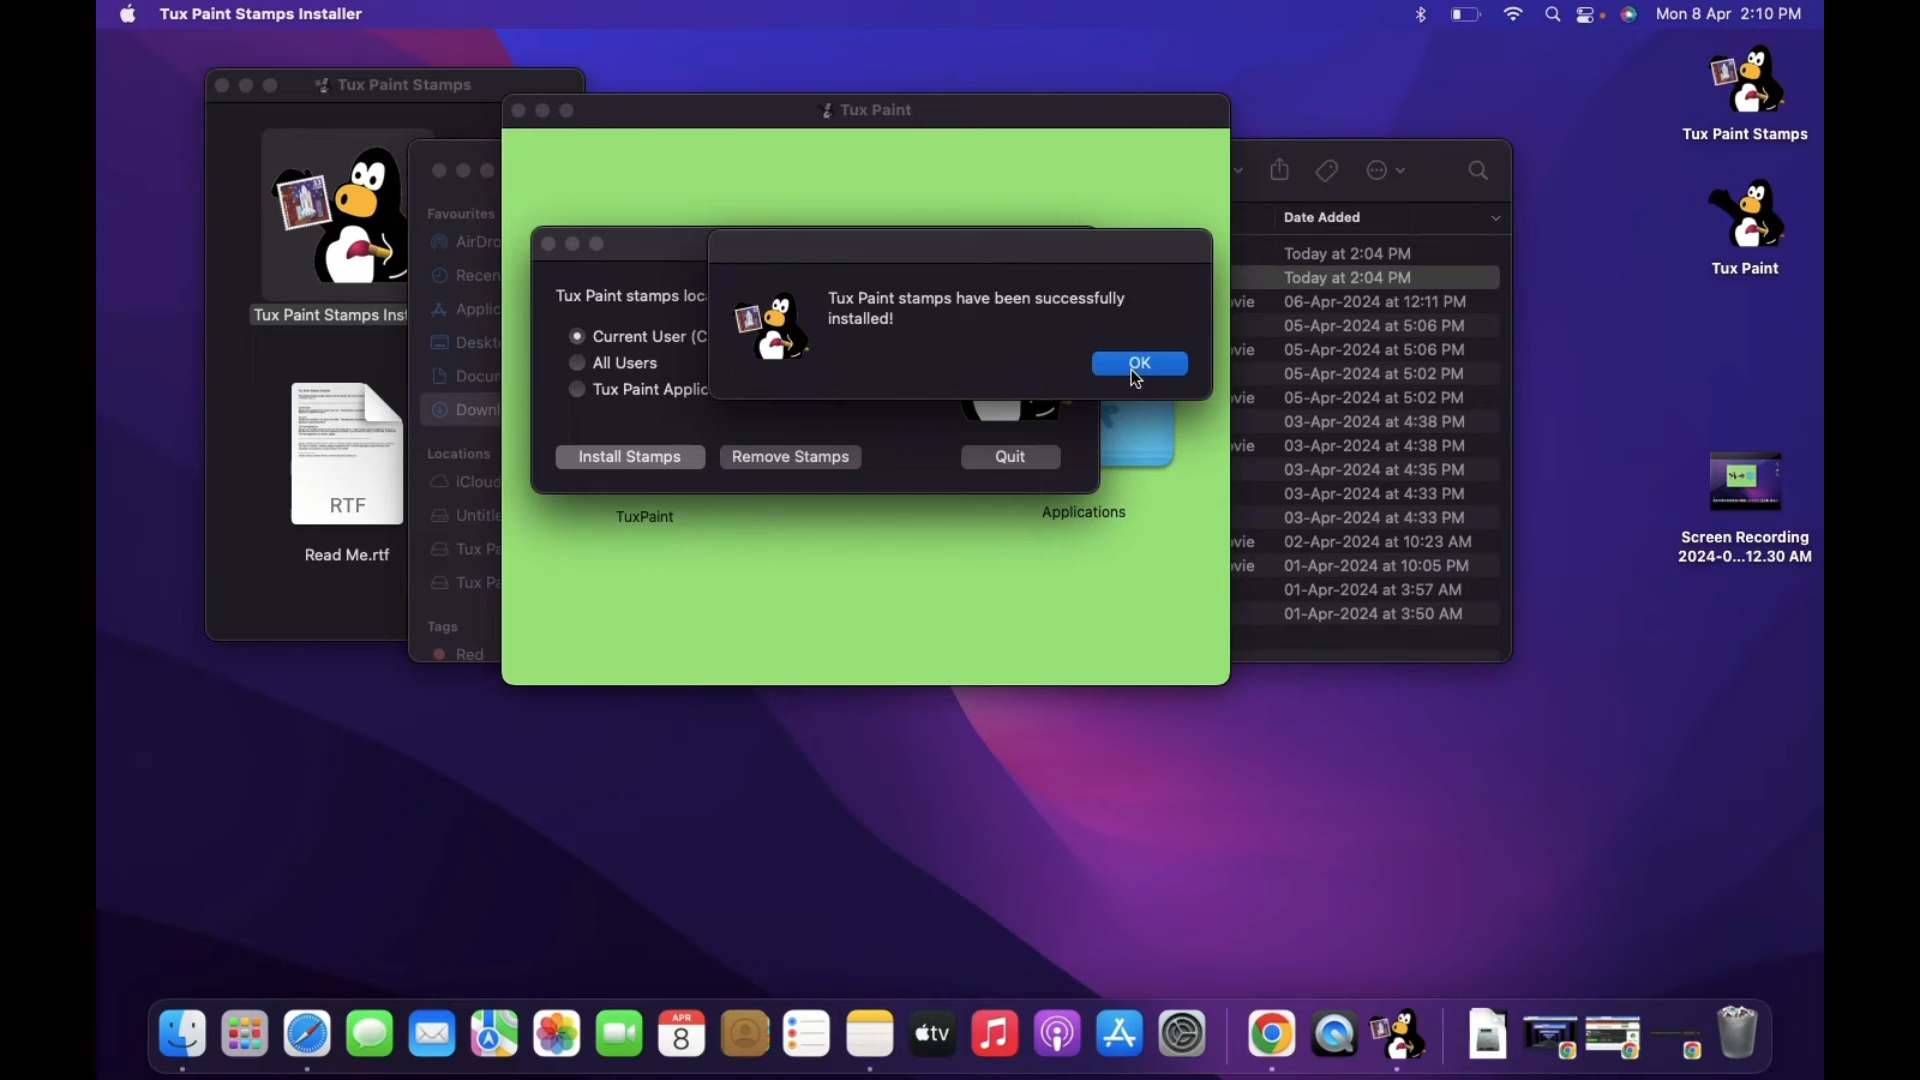 Tux Paint Stamps Installer
Mon 8 Apr 2:10 PM
Tux Paint Stamps
Tux Paint Stamps Inst
RTF
Read Me.rtf
Favourites
AirDro
Recen
Applic
Deskt
Docun
Downl
Locations
iCloud
Untitle
Tux Pa
Tux Pa
Tags
Red
Tux Paint
Tux Paint stamps loc
Current User (C
All Users
Tux Paint Applic
Install Stamps
Remove Stamps
Quit
Tux Paint stamps have been successfully
installed!
OK
TuxPaint
Applications
Date Added
Today at 2:04 PM
Today at 2:04 PM
ovie 06-Apr-2024 at 12:11 PM
05-Apr-2024 at 5:06 PM
ovie 05-Apr-2024 at 5:06 PM
05-Apr-2024 at 5:02 PM
ovie 05-Apr-2024 at 5:02 PM
03-Apr-2024 at 4:38 PM
ovie 03-Apr-2024 at 4:38 PM
03-Apr-2024 at 4:35 PM
03-Apr-2024 at 4:33 PM
03-Apr-2024 at 4:33 PM
ovie 02-Apr-2024 at 10:23 AM
ovie 01-Apr-2024 at 10:05 PM
01-Apr-2024 at 3:57 AM
01-Apr-2024 at 3:50 AM
Tux Paint Stamps
Tux Paint
Screen Recording
2024-0...12.30 AM
APR
8
tv